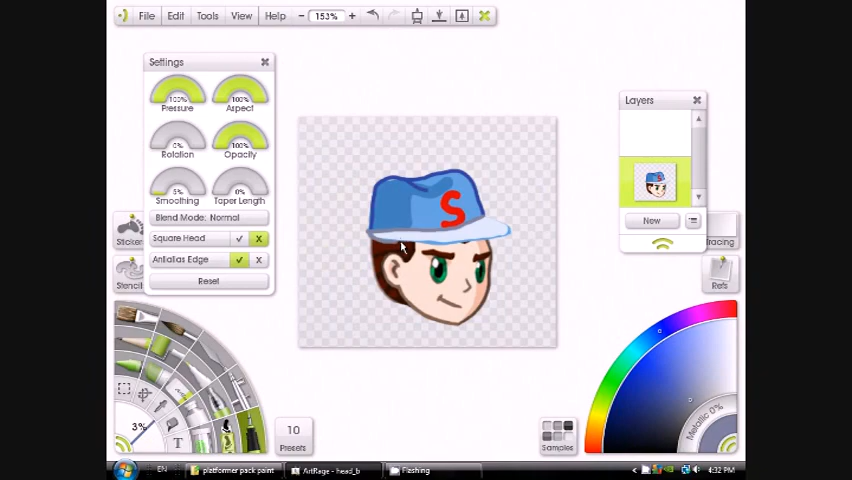 File Edit Tools View Help 153%
Settings
100% 100%
Pressure Aspect
0% 100%
Rotation Opacity
5% 0%
Smoothing Taper Length
Blend Mode: Normal
Square Head
Antialias Edge
Reset
Layers
New
S
Sticker
Stencils
Tracing
Refs
3%
T
10
Presets
Samples
Metallic 0%
EN platformer pack paint ArtRage - head_b Flashing 4:32 PM